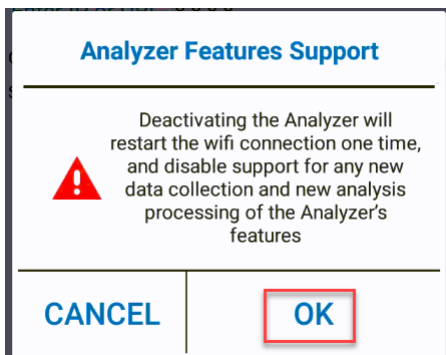 Analyzer Features Support
Deactivating the Analyzer will
restart the wifi connection one time,
and disable support for any new
data collection and new analysis
processing of the Analyzer's
features
CANCEL OK